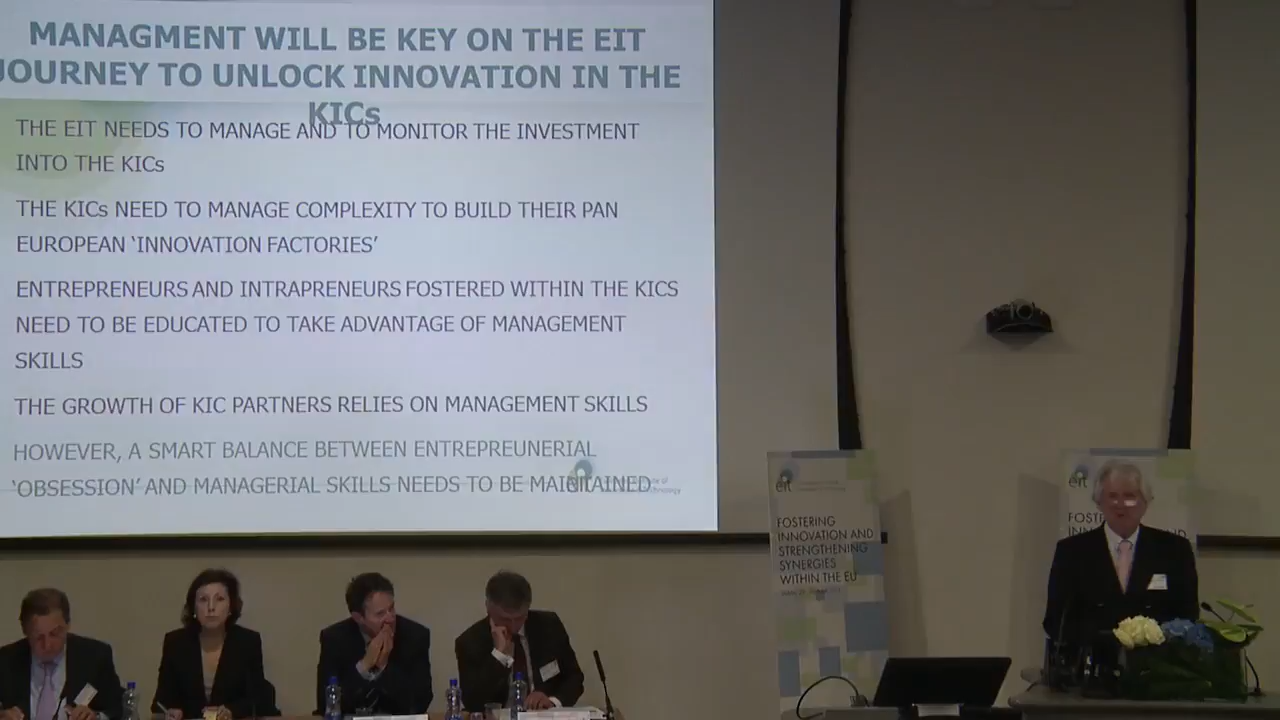 MANAGMENT WILL BE KEY ON THE EIT
JOURNEY TO UNLOCK INNOVATION IN THE
KICs
THE EIT NEEDS TO MANAGE AND TO MONITOR THE INVESTMENT
INTO THE KICs
THE KICs NEED TO MANAGE COMPLEXITY TO BUILD THEIR PAN
EUROPEAN ‘INNOVATION FACTORIES’
ENTREPRENEURS AND INTRAPRENEURS FOSTERED WITHIN THE KICS
NEED TO BE EDUCATED TO TAKE ADVANTAGE OF MANAGEMENT
SKILLS
THE GROWTH OF KIC PARTNERS RELIES ON MANAGEMENT SKILLS
HOWEVER, A SMART BALANCE BETWEEN ENTREPREUNERIAL
‘OBSESSION’ AND MANAGERIAL SKILLS NEEDS TO BE MAINTAINED
eit
FOSTERING
INNOVATION AND
STRENGTHENING
SYNERGIES
WITHIN THE EU
eit